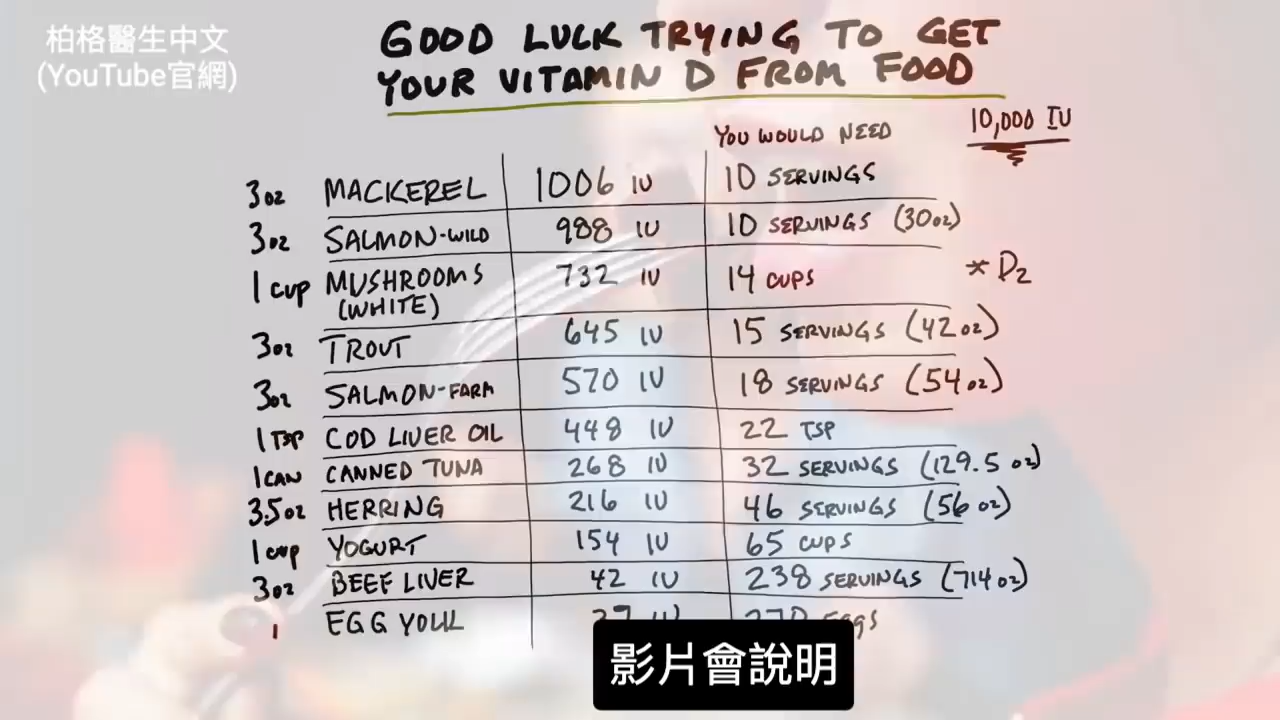 柏格醫生中文
(YouTube官網)
GOOD LUCK TRYING TO GET
YOUR VITAMIN D FROM FOOD
YOU WOULD NEED 10,000 IU
3oz MACKEREL 1006 IU 10 SERVINGS
3oz SALMON-WILD 988 IU 10 SERVINGS (30oz)
1 CUP MUSHROOMS (WHITE) 732 IU 14 CUPS * D2
3oz TROUT 645 IU 15 SERVINGS (42oz)
3oz SALMON-FARM 570 IU 18 SERVINGS (54oz)
1 TSP COD LIVER OIL 448 IU 22 TSP
1 CAN CANNED TUNA 268 IU 32 SERVINGS (129.5 oz)
3.5oz HERRING 216 IU 46 SERVINGS (56oz)
1 CUP YOGURT 154 IU 65 CUPS
3oz BEEF LIVER 42 IU 238 SERVINGS (714oz)
1 EGG YOLK
影片會說明